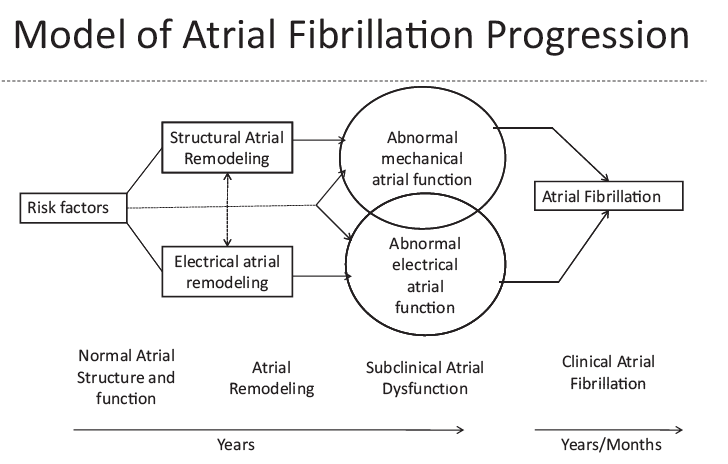 Model of Atrial Fibrillation Progression
Structural Atrial
Remodeling
Abnormal
mechanical
atrial function
Risk factors
Atrial Fibrillation
Electrical atrial
remodeling
Abnormal
electrical
atrial
function
Normal Atrial
Structure and
function
Atrial
Remodeling
Subclinical Atrial
Dysfunction
Clinical Atrial
Fibrillation
Years
Years/Months